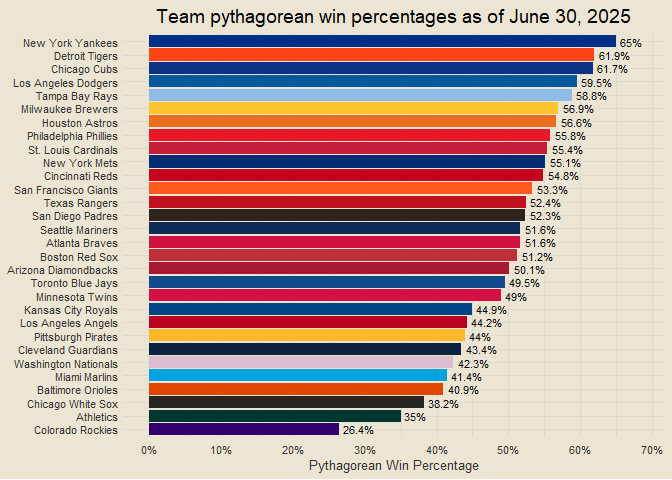 Team pythagorean win percentages as of June 30, 2025
New York Yankees 65%
Detroit Tigers 61.9%
Chicago Cubs 61.7%
Los Angeles Dodgers 59.5%
Tampa Bay Rays 58.8%
Milwaukee Brewers 56.9%
Houston Astros 56.6%
Philadelphia Phillies 55.8%
St. Louis Cardinals 55.4%
New York Mets 55.1%
Cincinnati Reds 54.8%
San Francisco Giants 53.3%
Texas Rangers 52.4%
San Diego Padres 52.3%
Seattle Mariners 51.6%
Atlanta Braves 51.6%
Boston Red Sox 51.2%
Arizona Diamondbacks 50.1%
Toronto Blue Jays 49.5%
Minnesota Twins 49%
Kansas City Royals 44.9%
Los Angeles Angels 44.2%
Pittsburgh Pirates 44%
Cleveland Guardians 43.4%
Washington Nationals 42.3%
Miami Marlins 41.4%
Baltimore Orioles 40.9%
Chicago White Sox 38.2%
Athletics 35%
Colorado Rockies 26.4%
0% 10% 20% 30% 40% 50% 60% 70%
Pythagorean Win Percentage